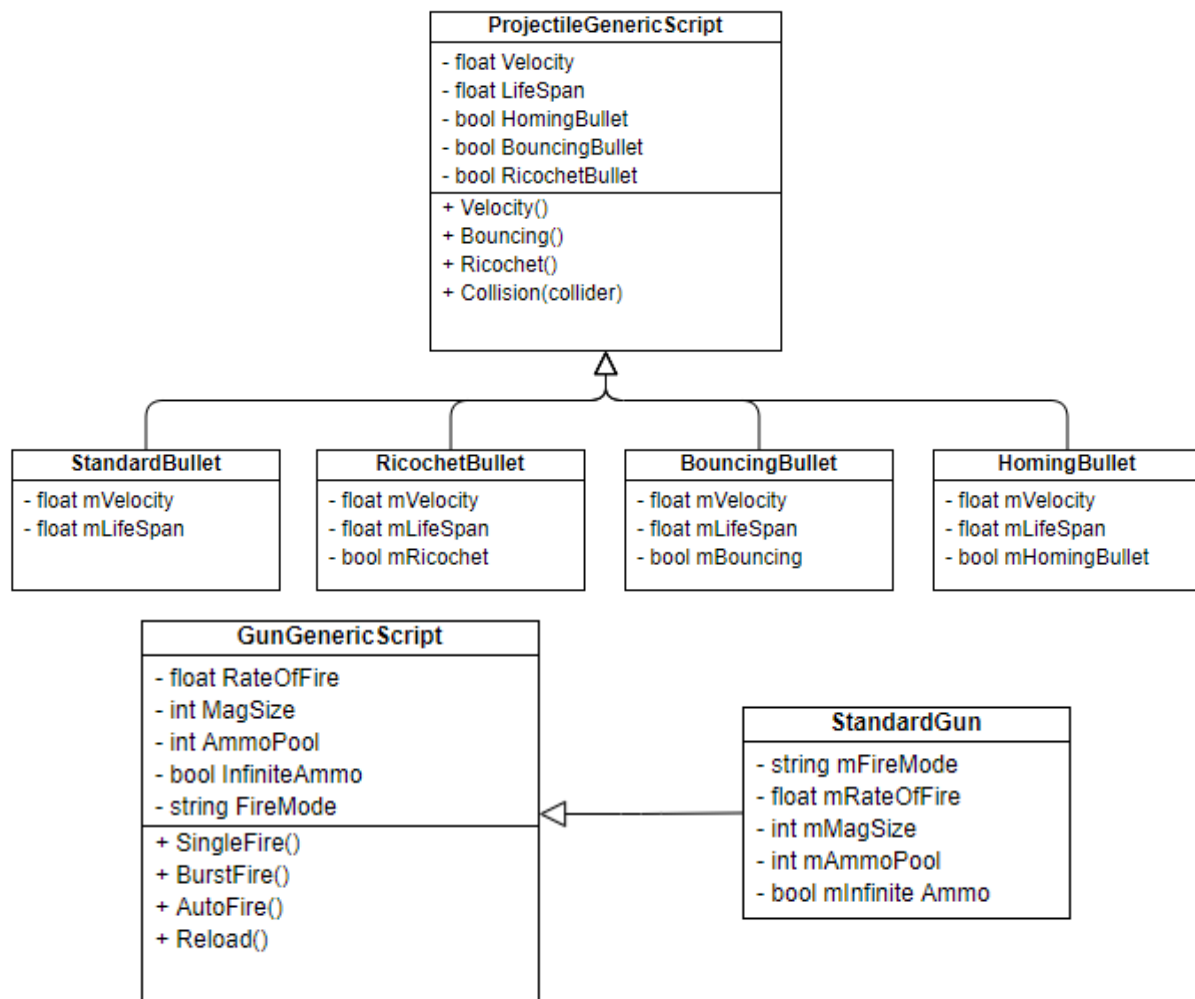 ProjectileGenericScript
- float Velocity
- float LifeSpan
- bool HomingBullet
- bool BouncingBullet
- bool RicochetBullet
+ Velocity()
+ Bouncing()
+ Ricochet()
+ Collision(collider)
StandardBullet
- float mVelocity
- float mLifeSpan
RicochetBullet
- float mVelocity
- float mLifeSpan
- bool mRicochet
BouncingBullet
- float mVelocity
- float mLifeSpan
- bool mBouncing
HomingBullet
- float mVelocity
- float mLifeSpan
- bool mHomingBullet
GunGenericScript
- float RateOfFire
- int MagSize
- int AmmoPool
- bool InfiniteAmmo
- string FireMode
+ SingleFire()
+ BurstFire()
+ AutoFire()
+ Reload()
StandardGun
- string mFireMode
- float mRateOfFire
- int mMagSize
- int mAmmoPool
- bool mInfinite Ammo